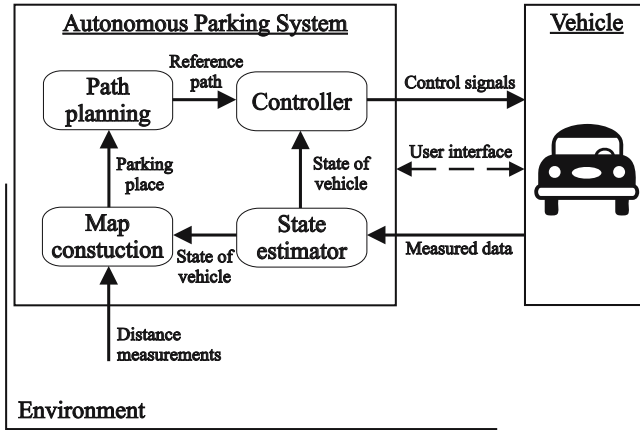 Autonomous Parking System
Vehicle
Reference
path
Path
planning
Controller
Control signals
Parking
place
State of
vehicle
User interface
Map
constuction
State of
vehicle
State
estimator
Measured data
Distance
measurements
Environment